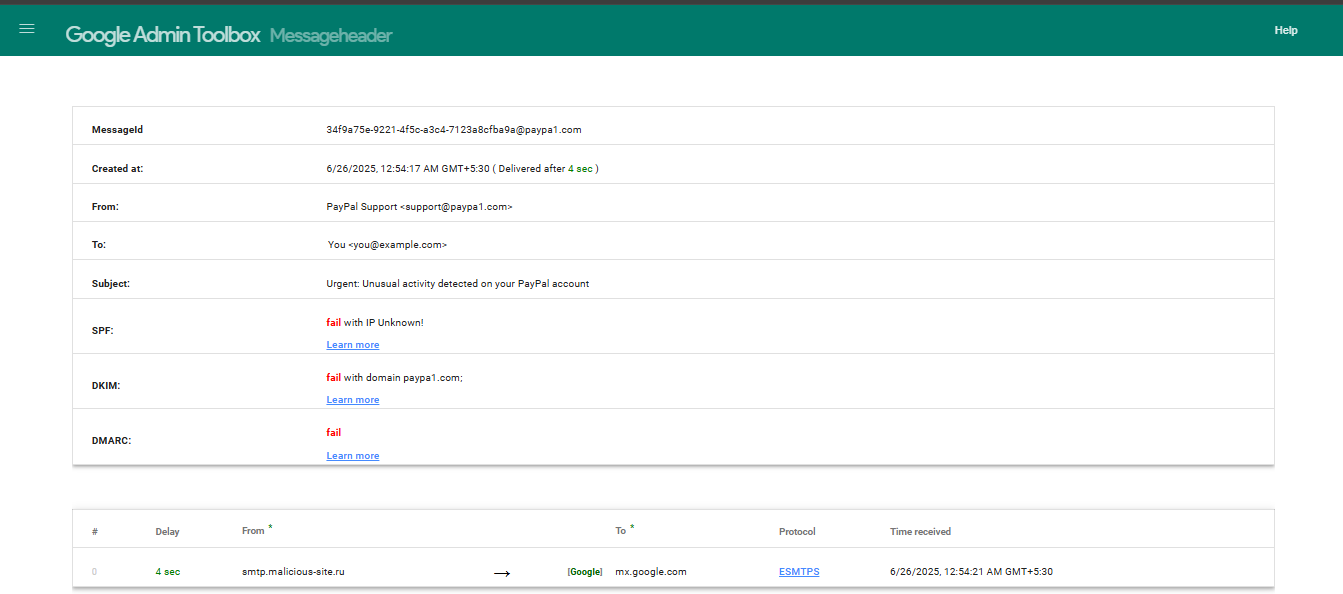 Google Admin Toolbox Messageheader Help
MessageId 34f9a75e-9221-4f5c-a3c4-7123a8cfba9a@paypa1.com
Created at: 6/26/2025, 12:54:17 AM GMT+5:30 ( Delivered after 4 sec )
From: PayPal Support <support@paypa1.com>
To: You <you@example.com>
Subject: Urgent: Unusual activity detected on your PayPal account
SPF: fail with IP Unknown!
Learn more
DKIM: fail with domain paypa1.com;
Learn more
DMARC: fail
Learn more
# Delay From * To * Protocol Time received
0 4 sec smtp.malicious-site.ru → [Google] mx.google.com ESMTPS 6/26/2025, 12:54:21 AM GMT+5:30